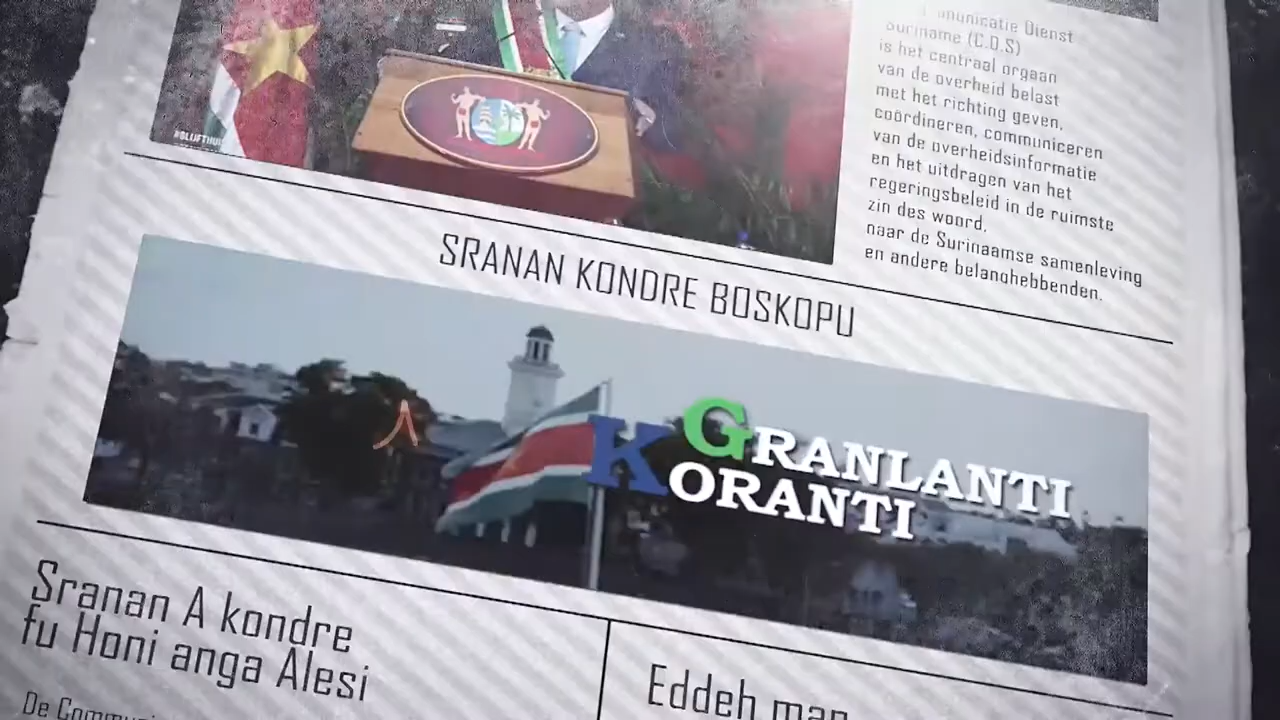 Dienst
Suriname (C.D.S)
is het centraal orgaan
van de overheid belast
met het richting geven,
coördineren, communiceren
van de overheidsinformatie
en het uitdragen van het
regeringsbeleid in de ruimste
zin des woord.
naar de Surinaamse samenleving
en andere belanghebbenden.
SRANAN KONDRE BOSKOPU
GRANLANTI
KORANTI
Sranan A kondre
fu Honi anga Alesi
De
Eddeh man